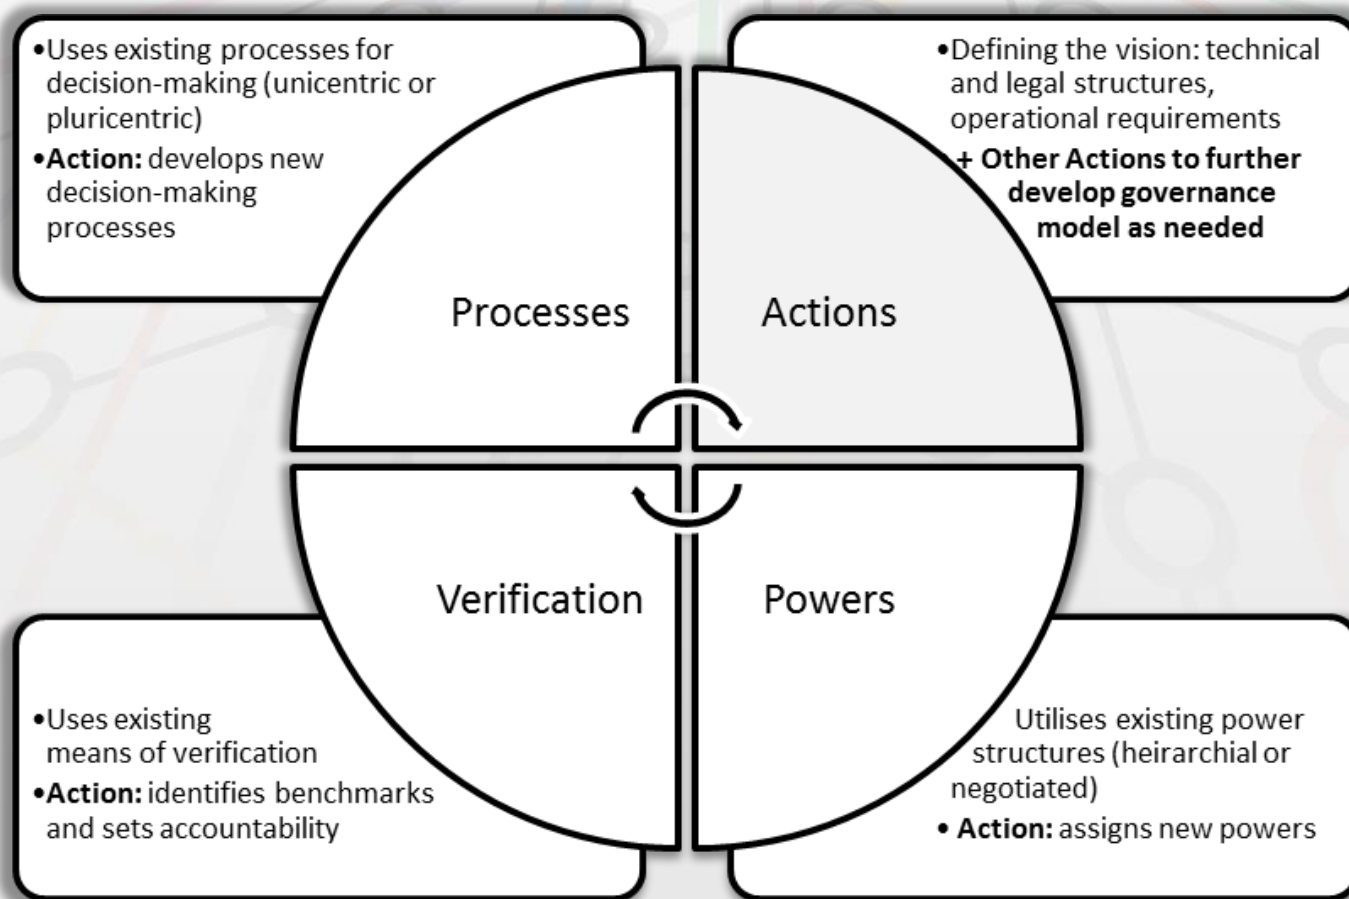 •Uses existing processes for
decision-making (unicentric or
pluricentric)
•Action: develops new
decision-making
processes
•Defining the vision: technical
and legal structures,
operational requirements
+ Other Actions to further
develop governance
model as needed
Processes
Actions
Verification
Powers
•Uses existing
means of verification
•Action: identifies benchmarks
and sets accountability
Utilises existing power
structures (heirarchial or
negotiated)
• Action: assigns new powers